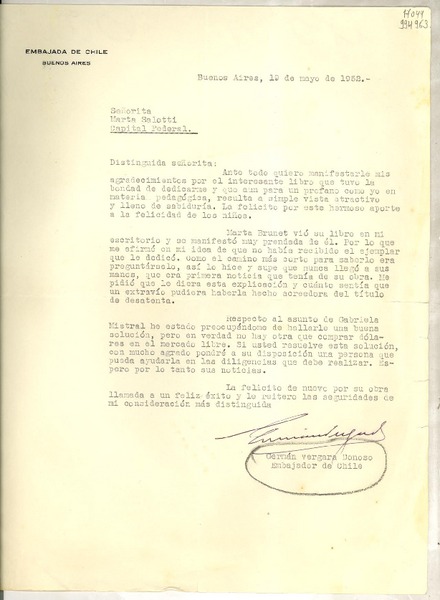 M044
994963
EMBAJADA DE CHILE
BUENOS AIRES
Buenos Aires, 19 de mayo de 1952.-
Señorita
Marta Salotti
Capital Federal.
Distinguida señorita:
Ante todo quiero manifestarle mis
agradecimientos por el interesante libro que tuvo la
bondad de dedicarme y que aun para un profano como yo en
materia pedagógica, resulta a simple vista atractivo
y lleno de sabiduría. La felicito por este hermoso aporte
a la felicidad de los niños.
Marta Brunet vió su libro en mi
escritorio y se manifestó muy prendada de él. Por lo que
me afirmó en mi idea de que no había recibido el ejemplar
que le dedicó. Como el camino más corto para saberlo era
preguntárselo, así lo hice y supe que nunca llegó a sus
manos, que era primera noticia que tenía de su obra. Me
pidió que le diera esta explicación y cuánto sentía que
un extravío pudiera haberla hecho acreedora del título
de desatenta.
Respecto al asunto de Gabriela
Mistral he estado preocupándome de hallarle una buena
solución, pero en verdad no hay otra que comprar dóla-
res en el mercado libre. Si usted resuelve esta solución,
con mucho agrado pondré a su disposición una persona que
pueda ayudarla en las diligencias que debe realizar. Es-
pero por lo tanto sus noticias.
La felicito de nuevo por su obra
llamada a un feliz éxito y le reitero las seguridades de
mi consideración más distinguida
Germán Vergara Donoso
Embajador de Chile